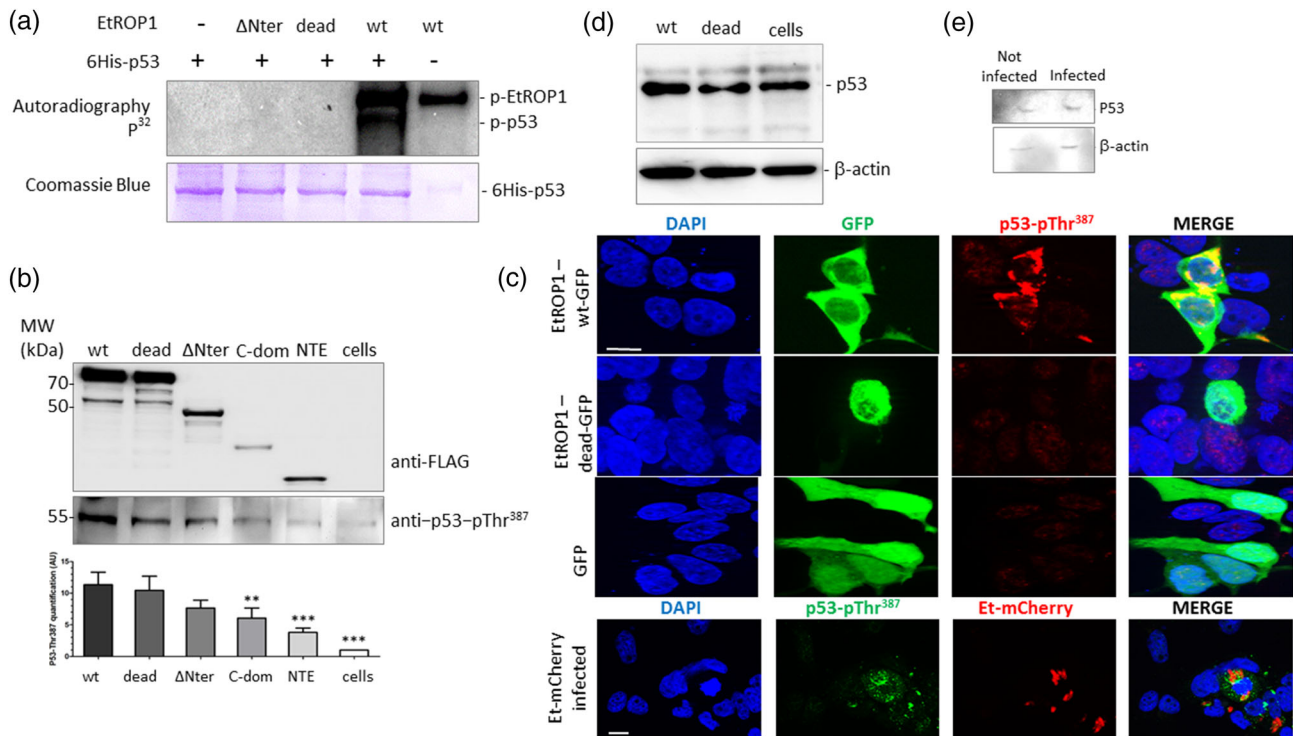 (a)
EtROP1 - ΔNter dead wt wt
6His-p53 + + + + -
Autoradiography
P³²
- p-EtROP1
- p-p53
Coomassie Blue
- 6His-p53
(b)
MW
(kDa)
wt dead ΔNter C-dom NTE cells
70
50
anti-FLAG
55
anti–p53–pThr³⁸⁷
P53-Thr387 quantification (AU)
15
10
5
0
** *** ***
wt dead ΔNter C-dom NTE cells
(d)
wt dead cells
- p53
- β-actin
(e)
Not
infected Infected
P53
β-actin
(c)
DAPI GFP p53-pThr³⁸⁷ MERGE
EtROP1 –
wt-GFP
EtROP1 –
dead-GFP
GFP
DAPI p53-pThr³⁸⁷ Et-mCherry MERGE
Et-mCherry
infected